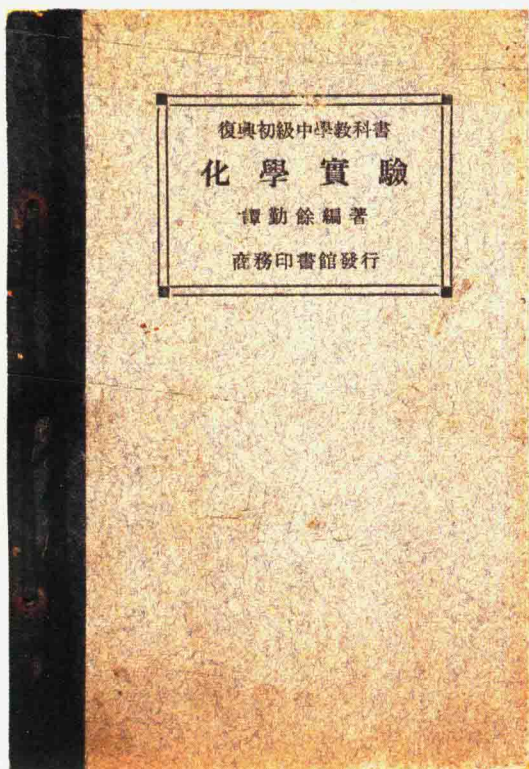 復興初級中學教科書
化學實驗
譚勤餘編著
商務印書館發行